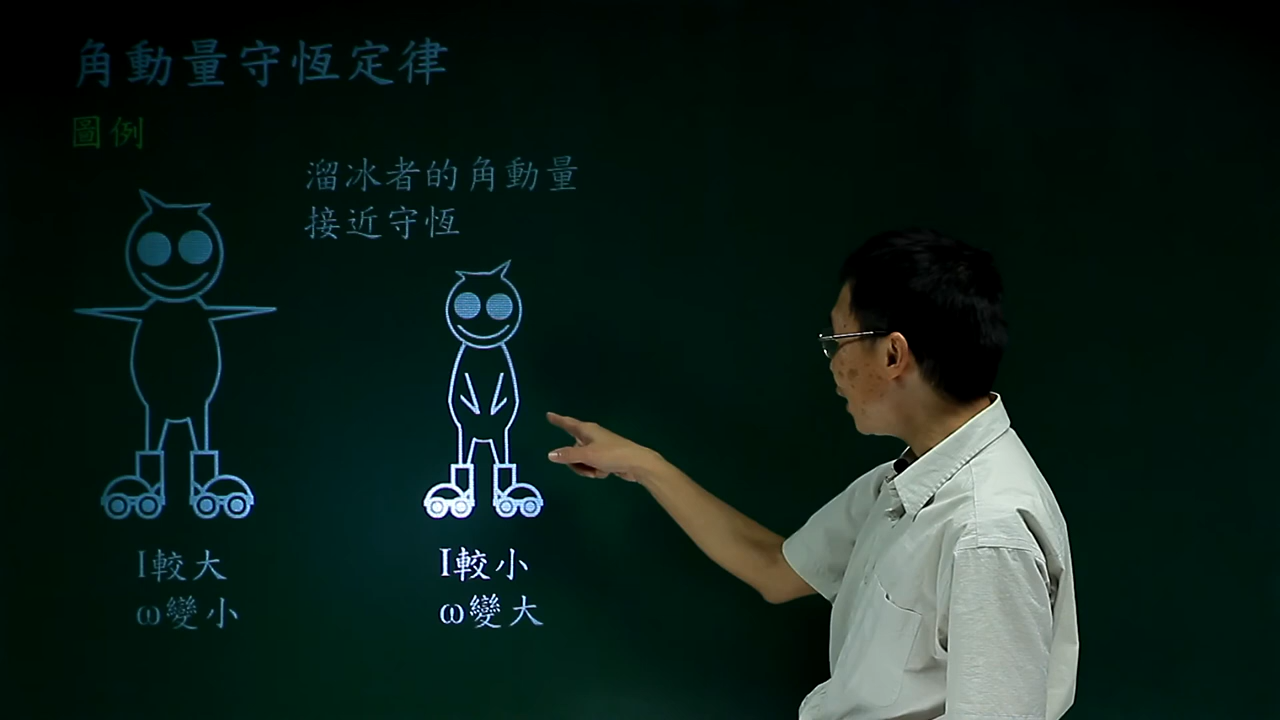 角動量守恆定律
圖例
溜冰者的角動量
接近守恆
I較大
ω變小
I較小
ω變大